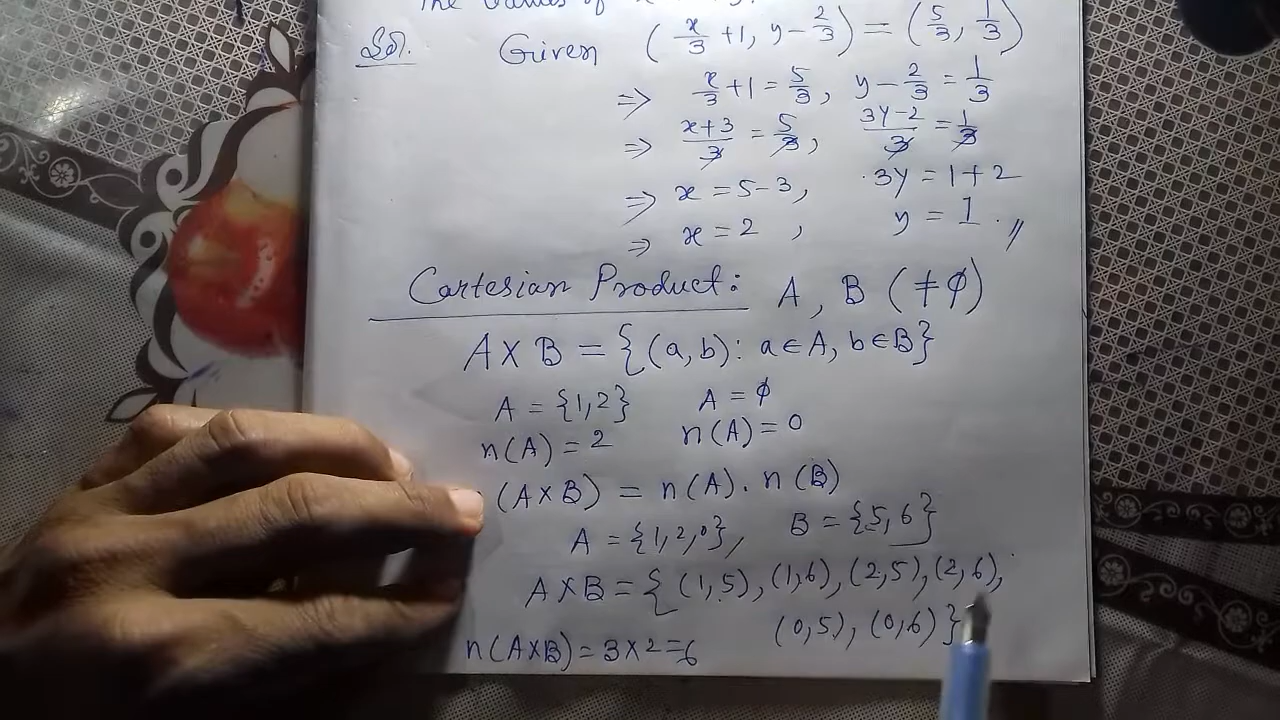 The values of
Sol. Given (x/3 + 1, y - 2/3) = (5/3, 1/3)
⇒ x/3 + 1 = 5/3, y - 2/3 = 1/3
⇒ (x+3)/3 = 5/3, (3y-2)/3 = 1/3
⇒ x = 5-3, 3y = 1+2
⇒ x = 2, y = 1.
Cartesian Product: A, B (≠φ)
A×B = {(a,b): a∈A, b∈B}
A = {1,2} A = φ
n(A) = 2 n(A) = 0
(A×B) = n(A). n(B)
A = {1,2,0}, B = {5,6}
A×B = {(1,5), (1,6), (2,5), (2,6),
(0,5), (0,6)}
n(A×B) = 3×2 = 6